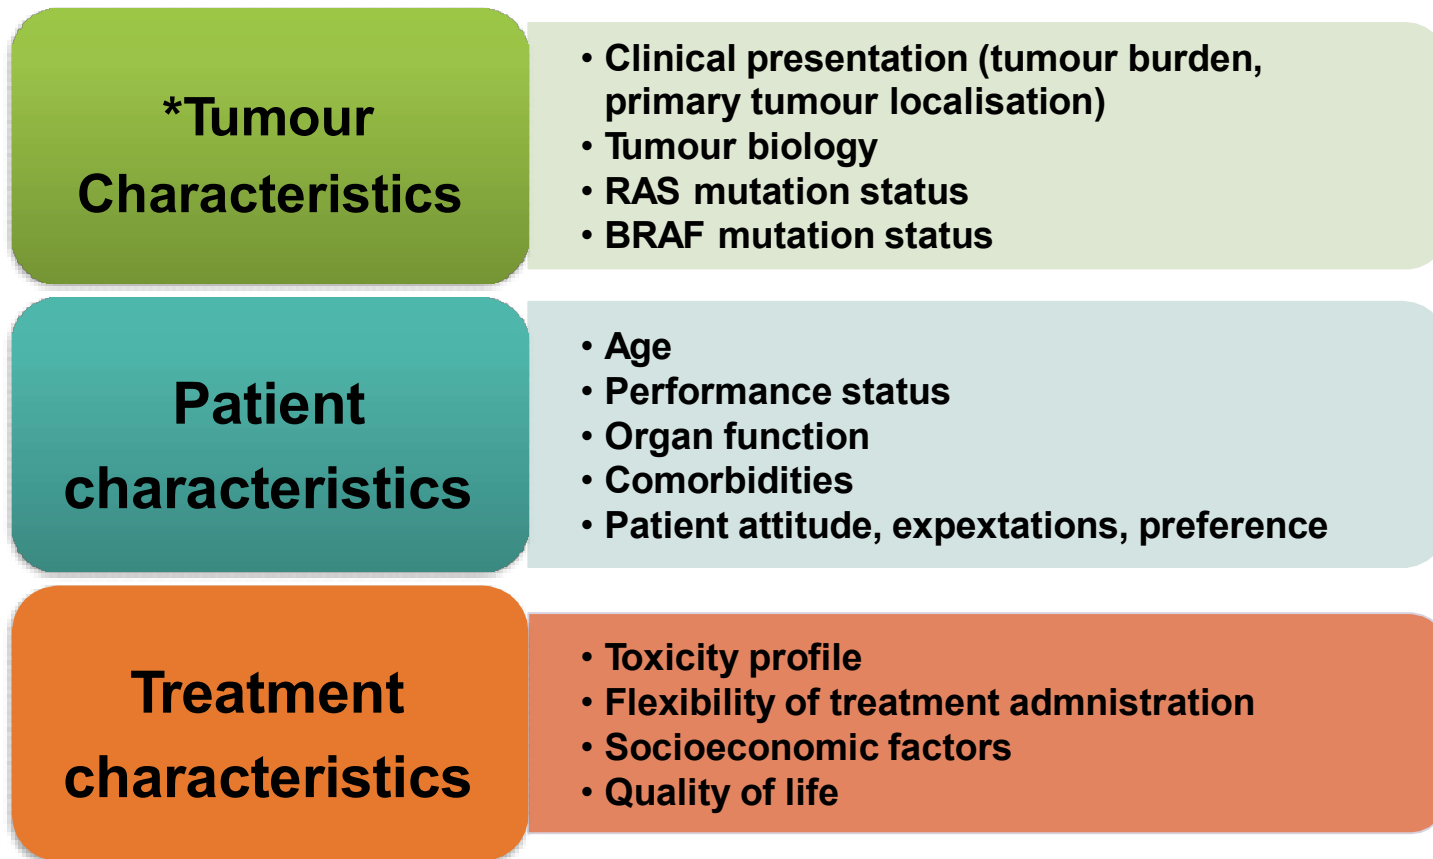 *Tumour
Characteristics
• Clinical presentation (tumour burden,
primary tumour localisation)
• Tumour biology
• RAS mutation status
• BRAF mutation status
Patient
characteristics
• Age
• Performance status
• Organ function
• Comorbidities
• Patient attitude, expextations, preference
Treatment
characteristics
• Toxicity profile
• Flexibility of treatment admnistration
• Socioeconomic factors
• Quality of life